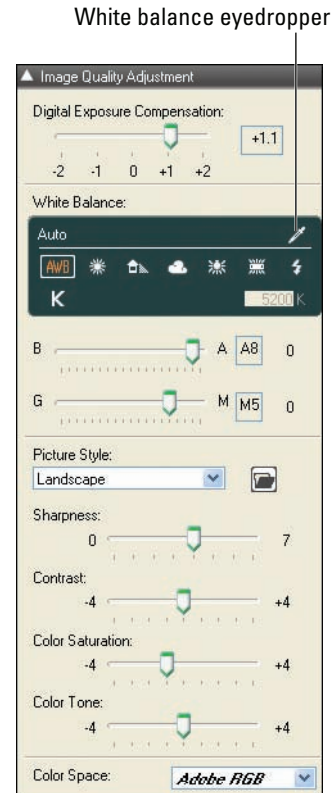 White balance eyedropper
Image Quality Adjustment
Digital Exposure Compensation:
+1.1
-2 -1 0 +1 +2
White Balance:
Auto
AWB
K 5200 K
B A A8 0
G M M5 0
Picture Style:
Landscape
Sharpness:
0 7
Contrast:
-4 +4
Color Saturation:
-4 +4
Color Tone:
-4 +4
Color Space: Adobe RGB